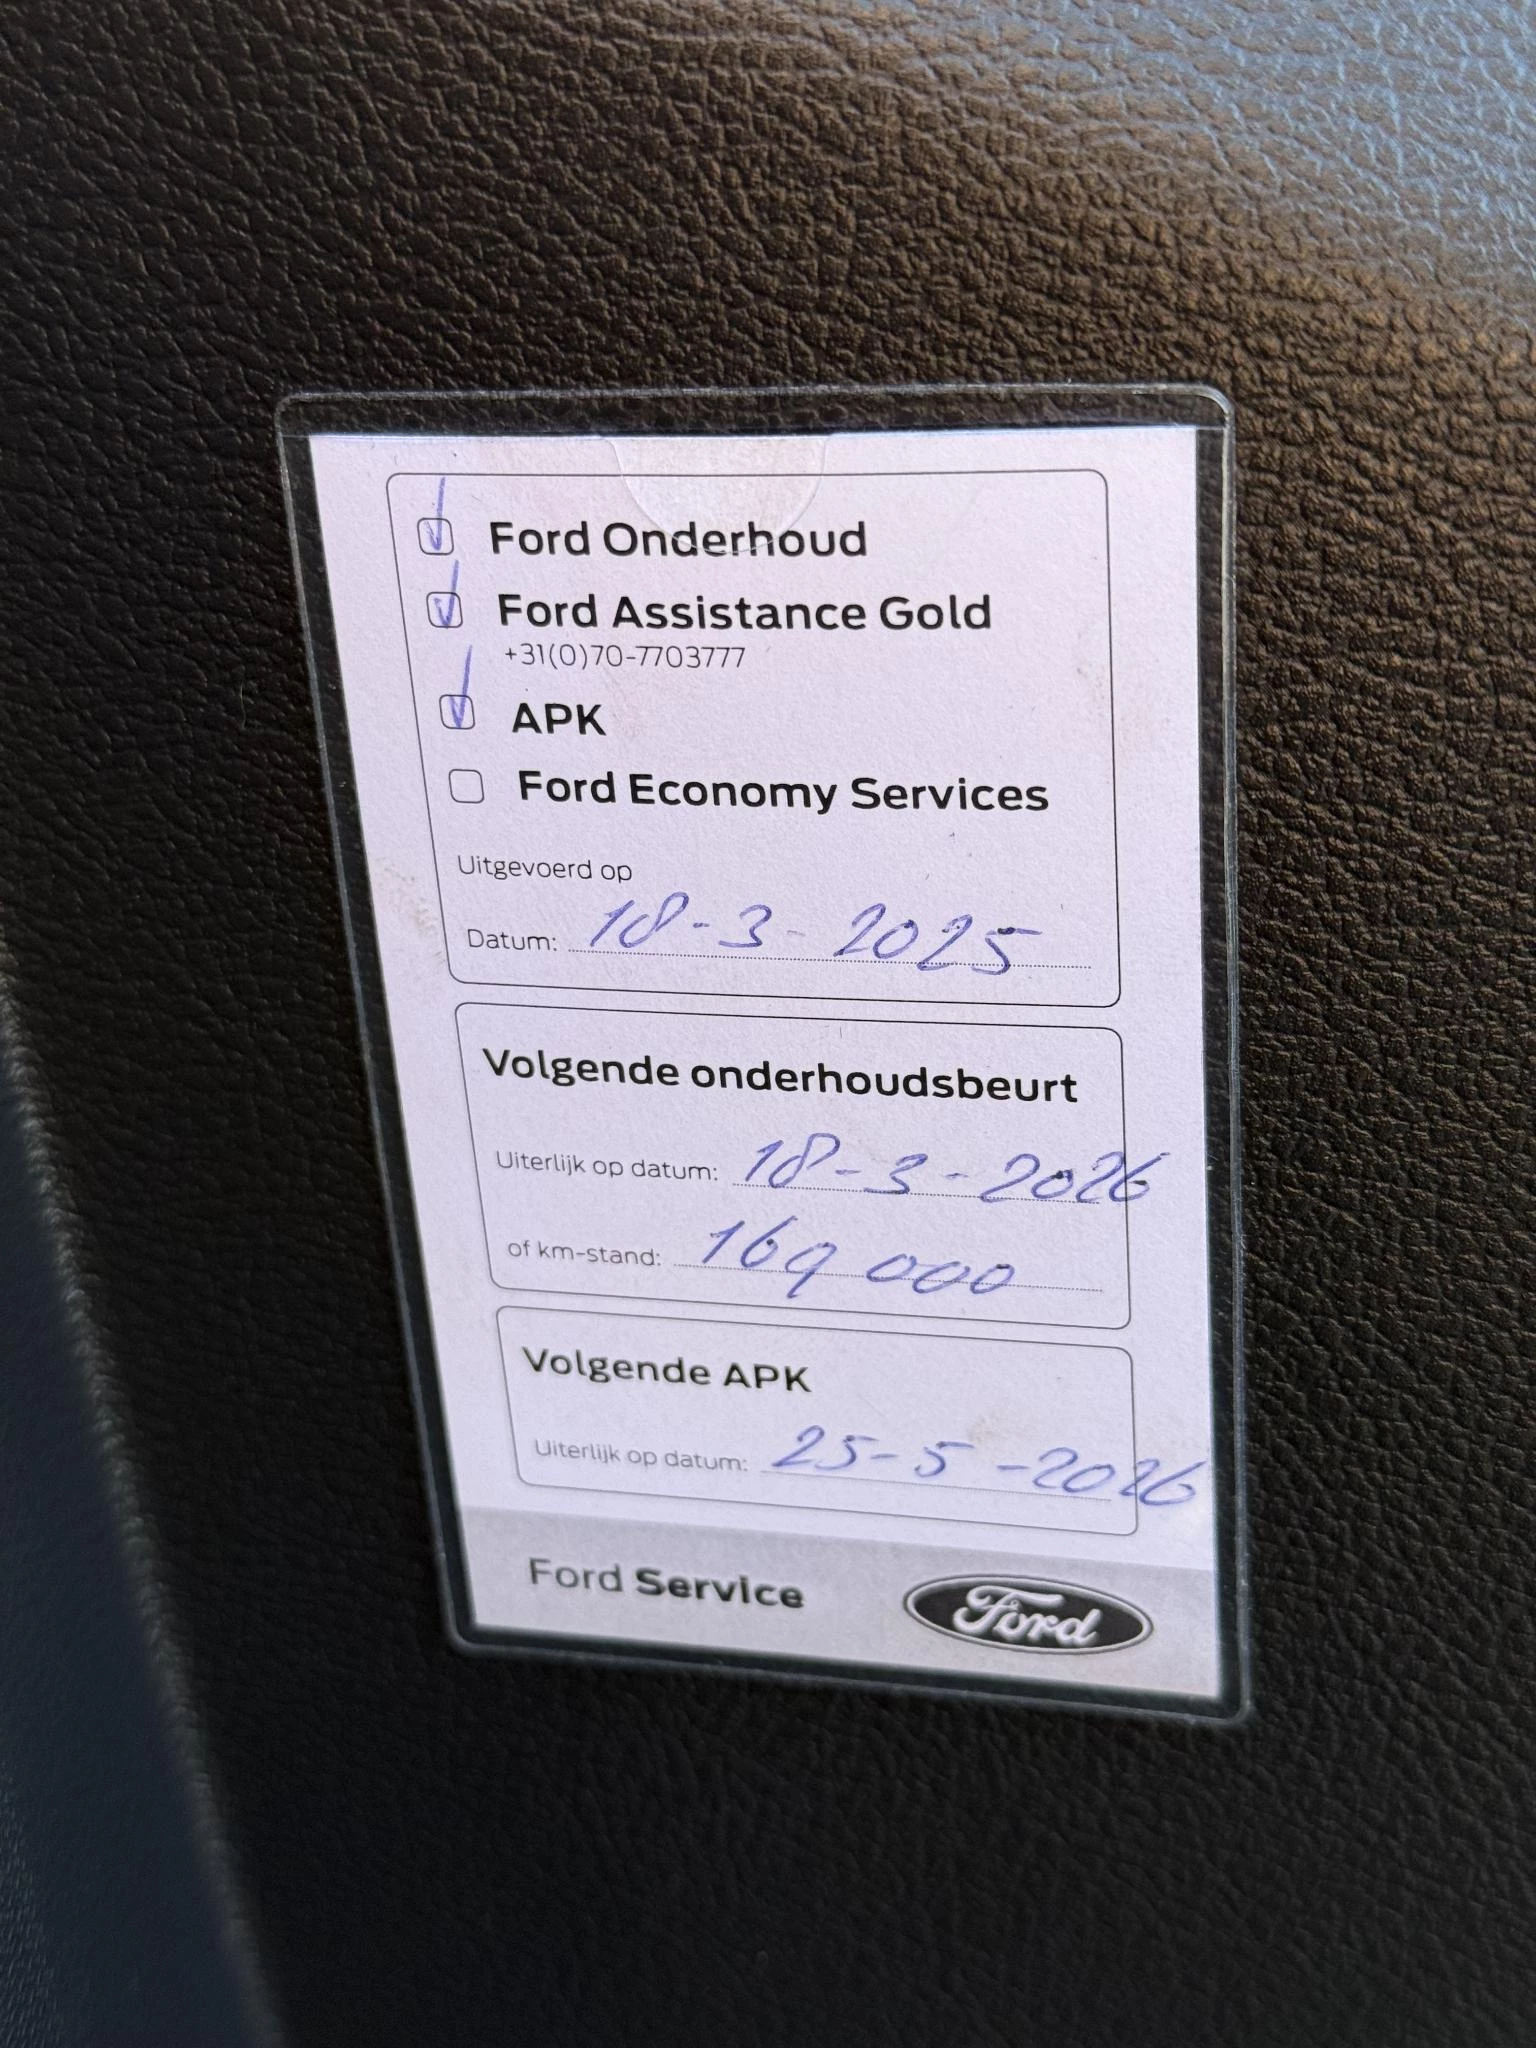 Ford Onderhoud
Ford Assistance Gold
+31(0)70-7703777
APK
Ford Economy Services
Uitgevoerd op
Datum: 18-3-2025
Volgende onderhoudsbeurt
Uiterlijk op datum: 18-3-2026
of km-stand: 169 000
Volgende APK
Uiterlijk op datum: 25-5-2026
Ford Service Ford